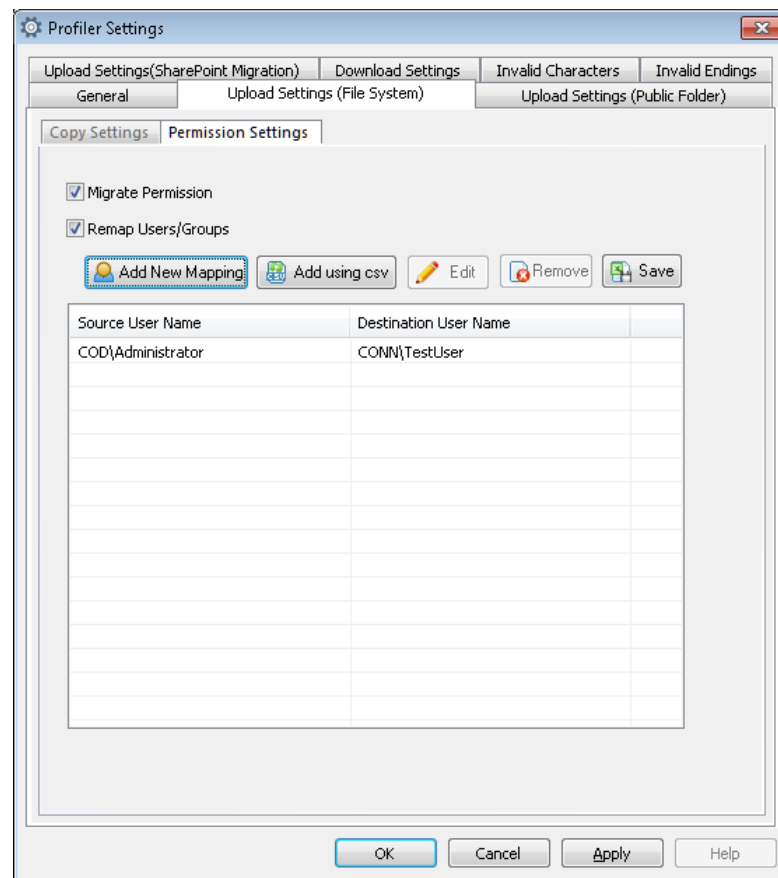 Profiler Settings
Upload Settings(SharePoint Migration) Download Settings Invalid Characters Invalid Endings
General Upload Settings (File System) Upload Settings (Public Folder)
Copy Settings Permission Settings
Migrate Permission
Remap Users/Groups
Add New Mapping Add using csv Edit Remove Save
Source User Name Destination User Name
COD\Administrator CONN\TestUser
OK Cancel Apply Help